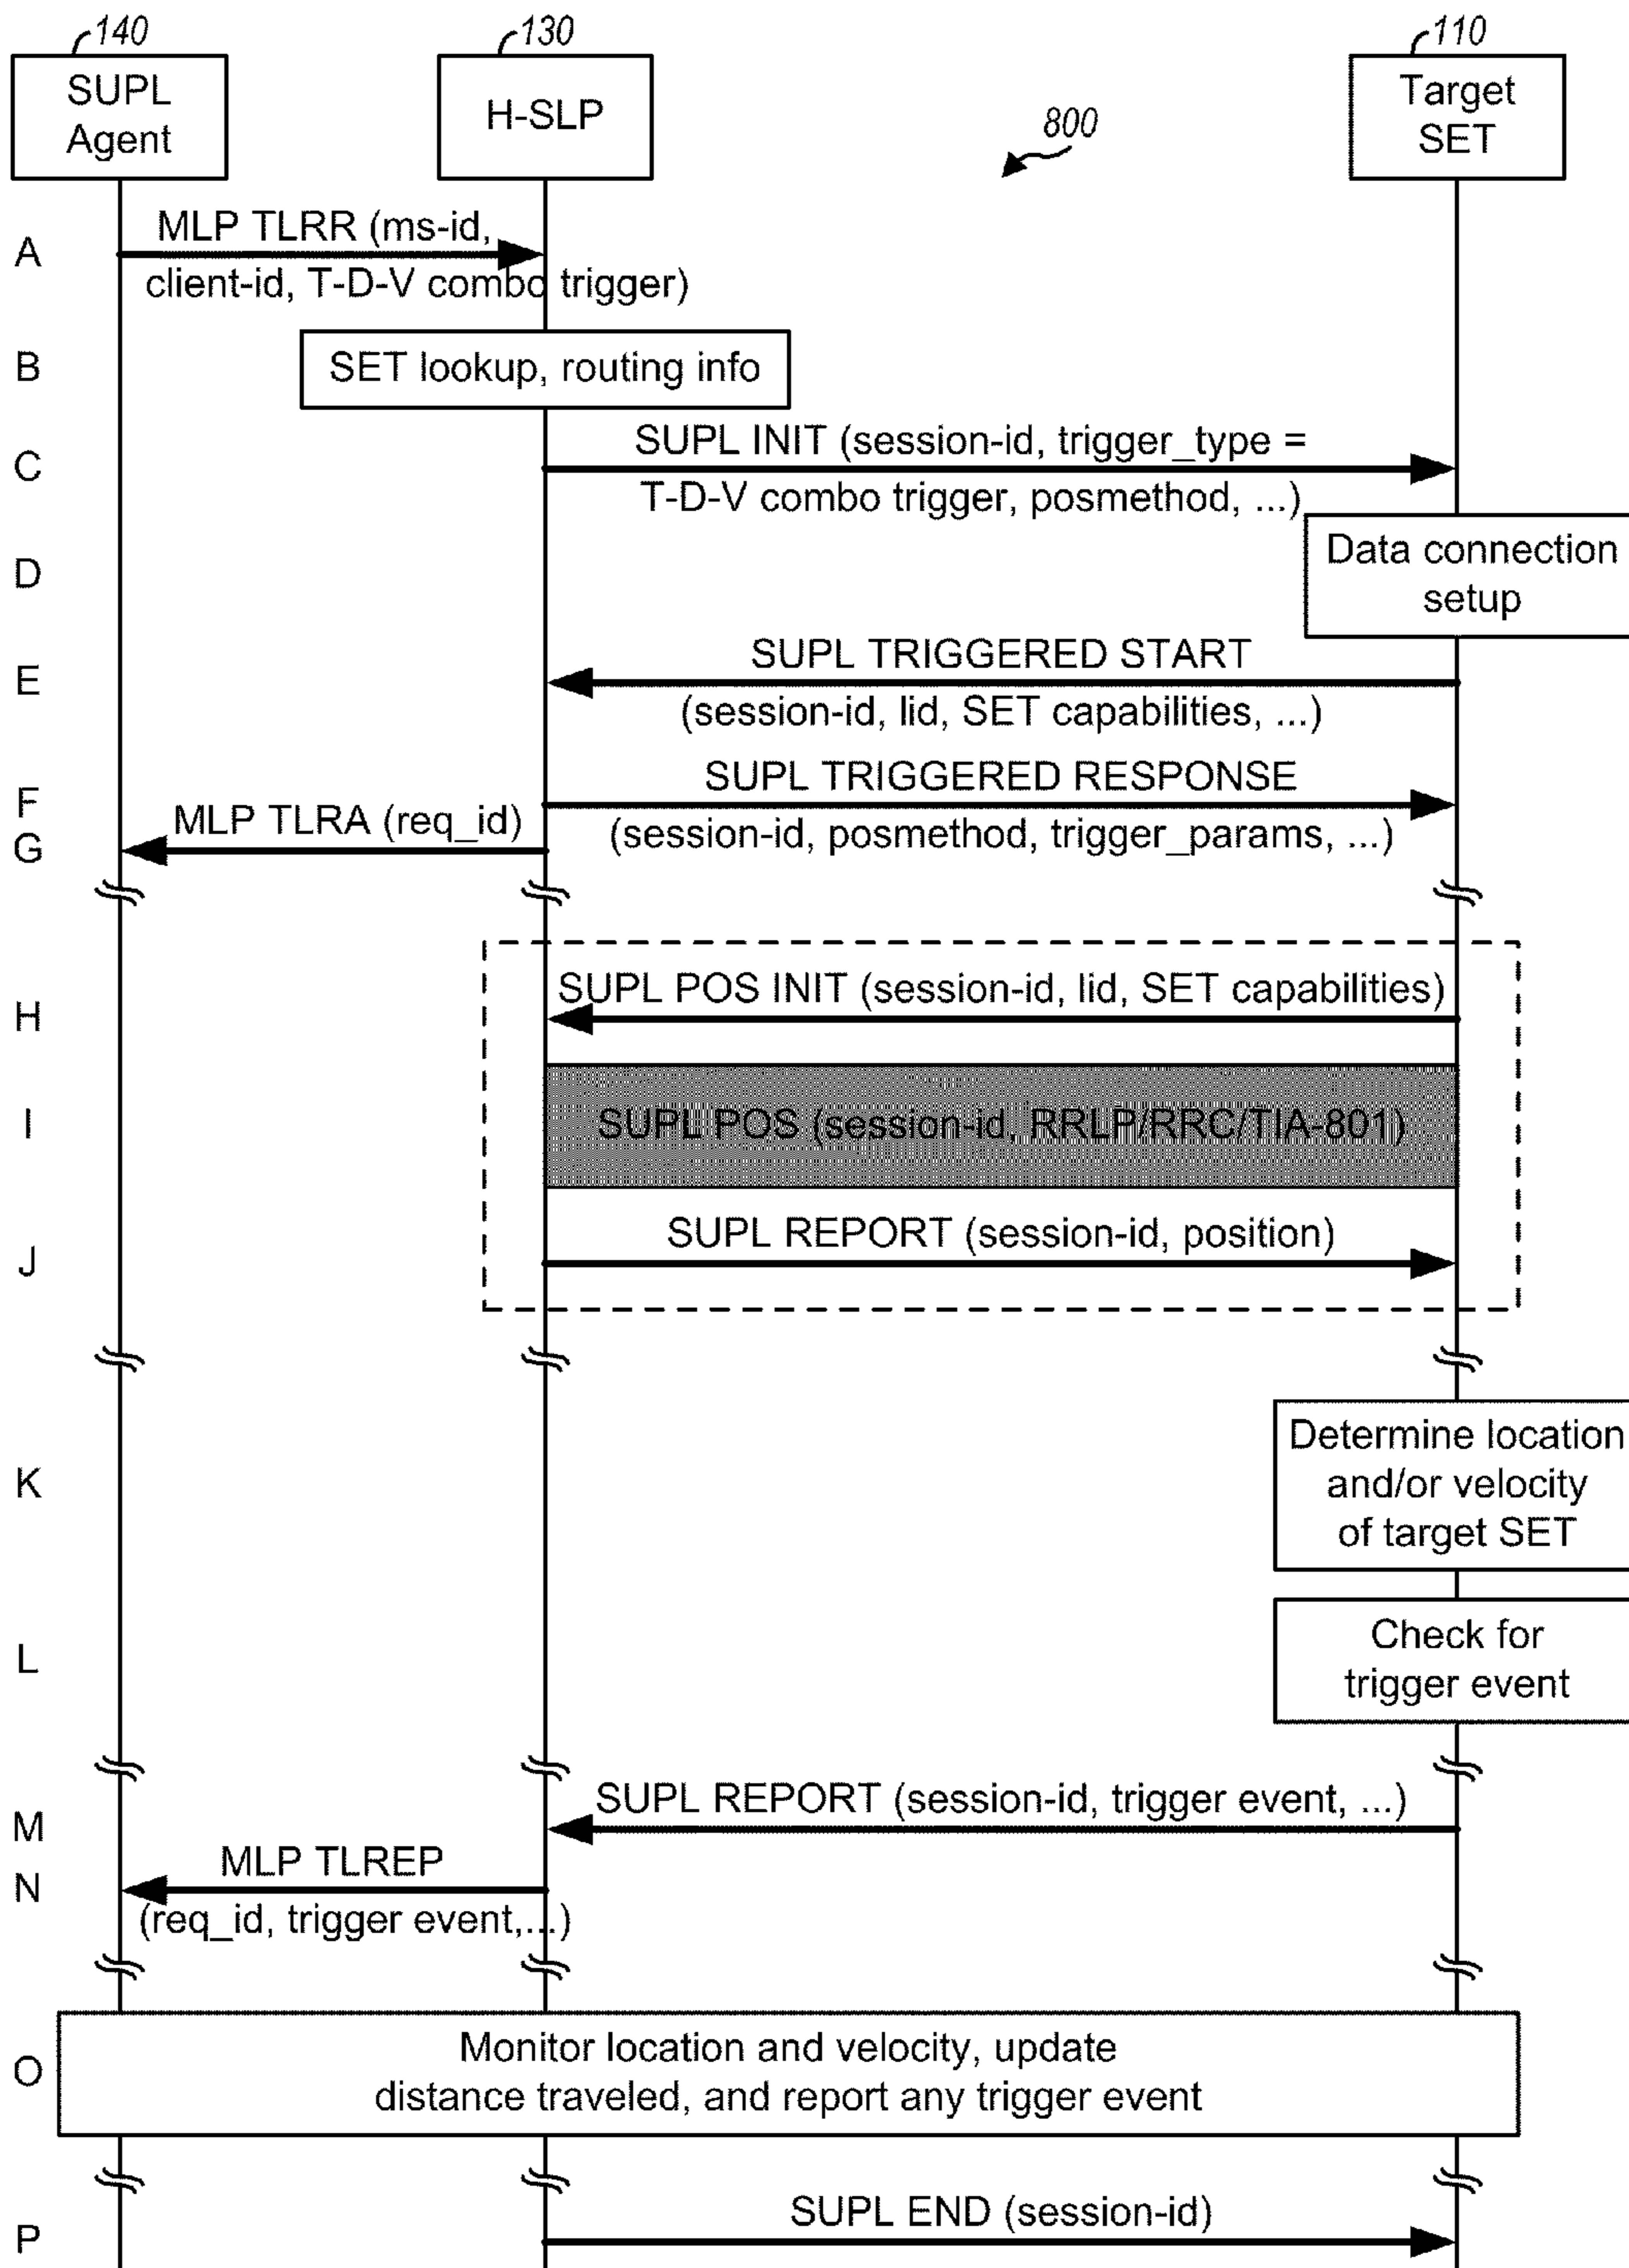 140
130
110
SUPL
Agent
H-SLP
Target
SET
800
A
MLP TLRR (ms-id,
client-id, T-D-V combo trigger)
B
SET lookup, routing info
C
SUPL INIT (session-id, trigger_type =
T-D-V combo trigger, posmethod, ...)
D
Data connection
setup
E
SUPL TRIGGERED START
(session-id, lid, SET capabilities, ...)
F
SUPL TRIGGERED RESPONSE
(session-id, posmethod, trigger_params, ...)
G
MLP TLRA (req_id)
H
SUPL POS INIT (session-id, lid, SET capabilities)
I
SUPL POS (session-id, RRLP/RRC/TIA-801)
J
SUPL REPORT (session-id, position)
K
Determine location
and/or velocity
of target SET
L
Check for
trigger event
M
SUPL REPORT (session-id, trigger event, ...)
N
MLP TLREP
(req_id, trigger event,...)
O
Monitor location and velocity, update
distance traveled, and report any trigger event
P
SUPL END (session-id)